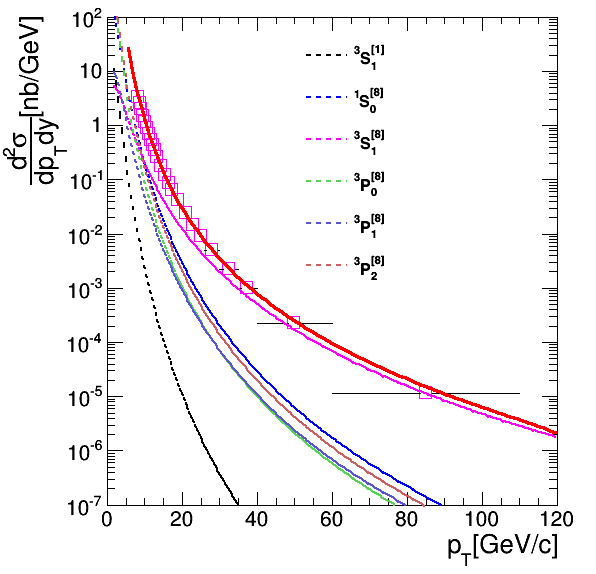 d²σ
dp_T dy [nb/GeV]
10²
10
1
10⁻¹
10⁻²
10⁻³
10⁻⁴
10⁻⁵
10⁻⁶
10⁻⁷
³S₁^[1]
¹S₀^[8]
³S₁^[8]
³P₀^[8]
³P₁^[8]
³P₂^[8]
0 20 40 60 80 100 120
p_T[GeV/c]